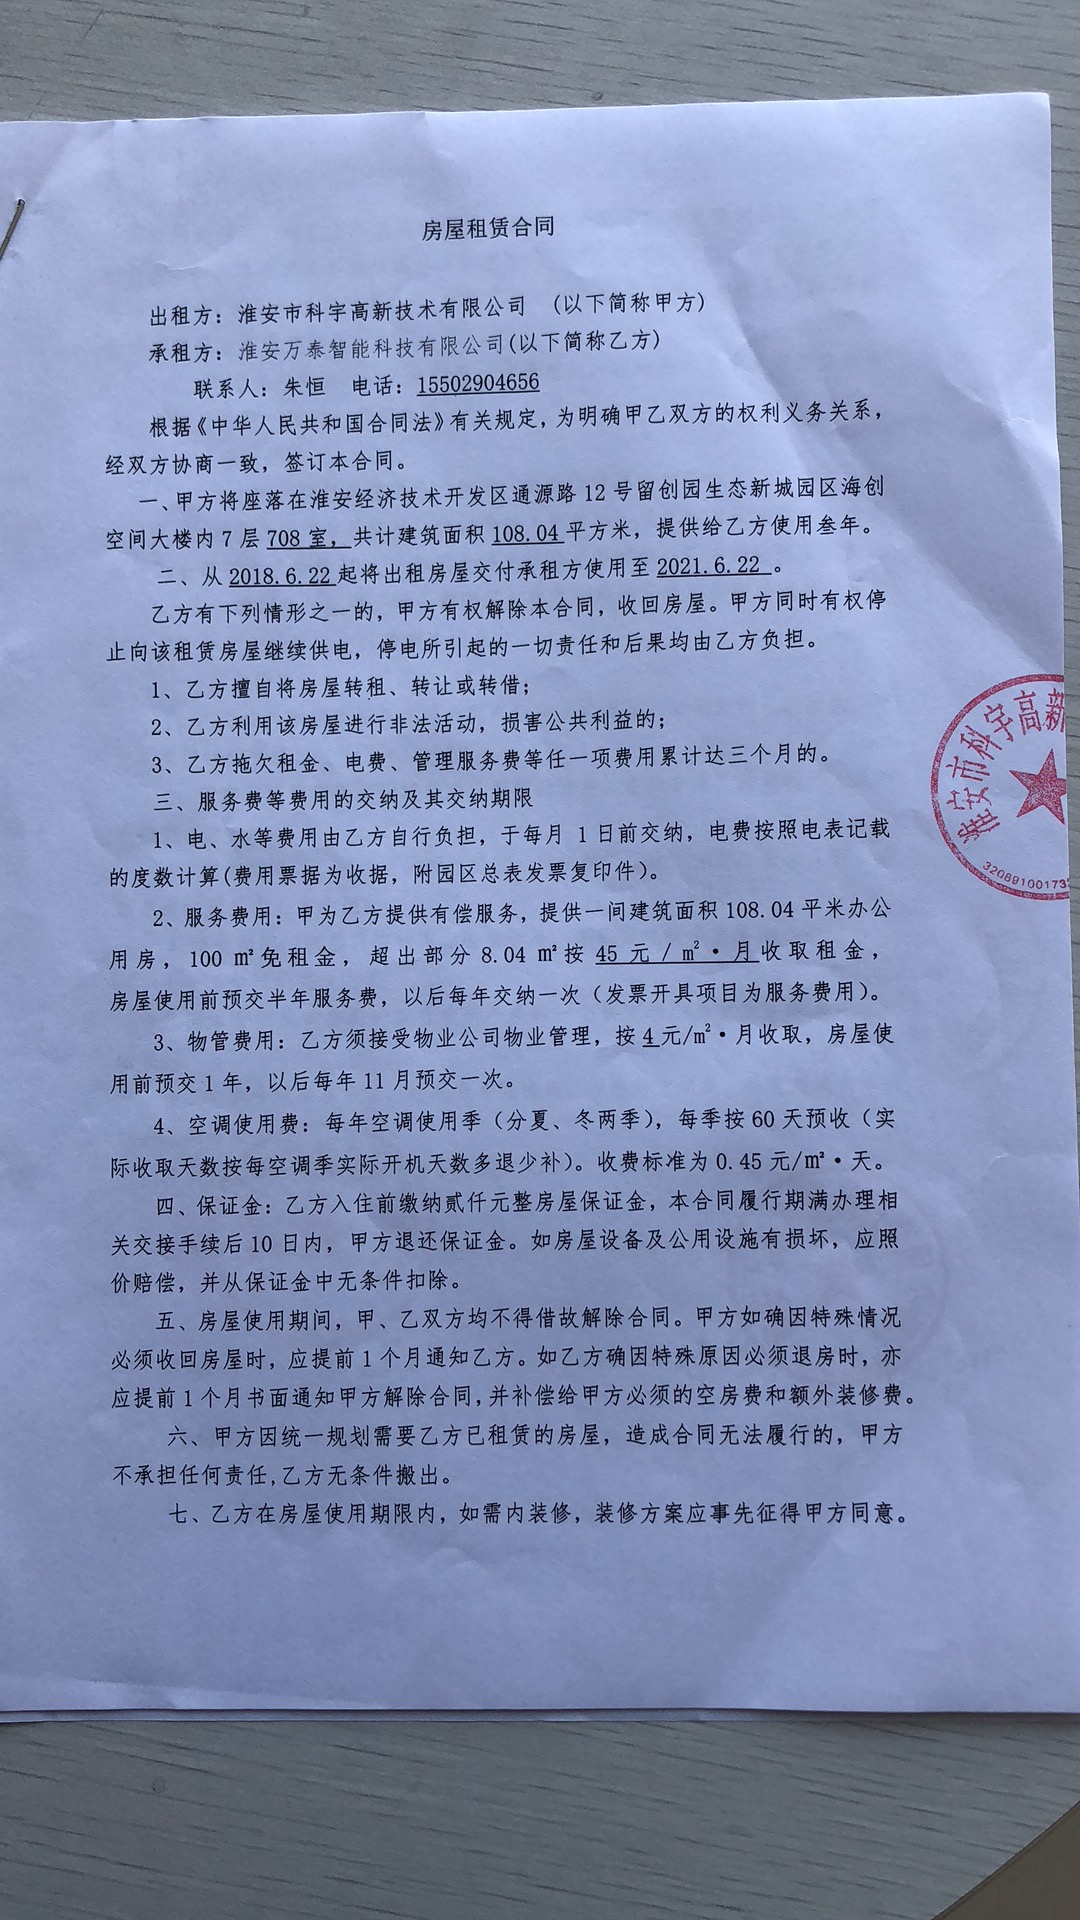 房屋租赁合同
出租方：淮安市科宇高新技术有限公司 （以下简称甲方）
承租方：淮安万泰智能科技有限公司(以下简称乙方）
联系人：朱恒 电话：15502904656
根据《中华人民共和国合同法》有关规定，为明确甲乙双方的权利义务关系，
经双方协商一致，签订本合同。
一、甲方将座落在淮安经济技术开发区通源路 12 号留创园生态新城园区海创
空间大楼内 7 层 708 室，共计建筑面积 108.04 平方米，提供给乙方使用叁年。
二、从 2018.6.22 起将出租房屋交付承租方使用至 2021.6.22 。
乙方有下列情形之一的，甲方有权解除本合同，收回房屋。甲方同时有权停
止向该租赁房屋继续供电，停电所引起的一切责任和后果均由乙方负担。
1、乙方擅自将房屋转租、转让或转借；
2、乙方利用该房屋进行非法活动，损害公共利益的；
3、乙方拖欠租金、电费、管理服务费等任一项费用累计达三个月的。
三、服务费等费用的交纳及其交纳期限
1、电、水等费用由乙方自行负担，于每月 1 日前交纳，电费按照电表记载
的度数计算(费用票据为收据，附园区总表发票复印件）。
2、服务费用：甲为乙方提供有偿服务，提供一间建筑面积 108.04 平米办公
用房，100 ㎡免租金，超出部分 8.04 ㎡按 45 元／m²·月收取租金，
房屋使用前预交半年服务费，以后每年交纳一次（发票开具项目为服务费用）。
3、物管费用：乙方须接受物业公司物业管理，按 4 元/m²·月收取，房屋使
用前预交 1 年，以后每年 11 月预交一次。
4、空调使用费：每年空调使用季（分夏、冬两季），每季按 60 天预收（实
际收取天数按每空调季实际开机天数多退少补）。收费标准为 0.45 元/㎡·天。
四、保证金：乙方入住前缴纳贰仟元整房屋保证金，本合同履行期满办理相
关交接手续后 10 日内，甲方退还保证金。如房屋设备及公用设施有损坏，应照
价赔偿，并从保证金中无条件扣除。
五、房屋使用期间，甲、乙双方均不得借故解除合同。甲方如确因特殊情况
必须收回房屋时，应提前 1 个月通知乙方。如乙方确因特殊原因必须退房时，亦
应提前 1 个月书面通知甲方解除合同,并补偿给甲方必须的空房费和额外装修费。
六、甲方因统一规划需要乙方已租赁的房屋，造成合同无法履行的，甲方
不承担任何责任,乙方无条件搬出。
七、乙方在房屋使用期限内，如需内装修，装修方案应事先征得甲方同意。
淮安市科宇高新
320891001733